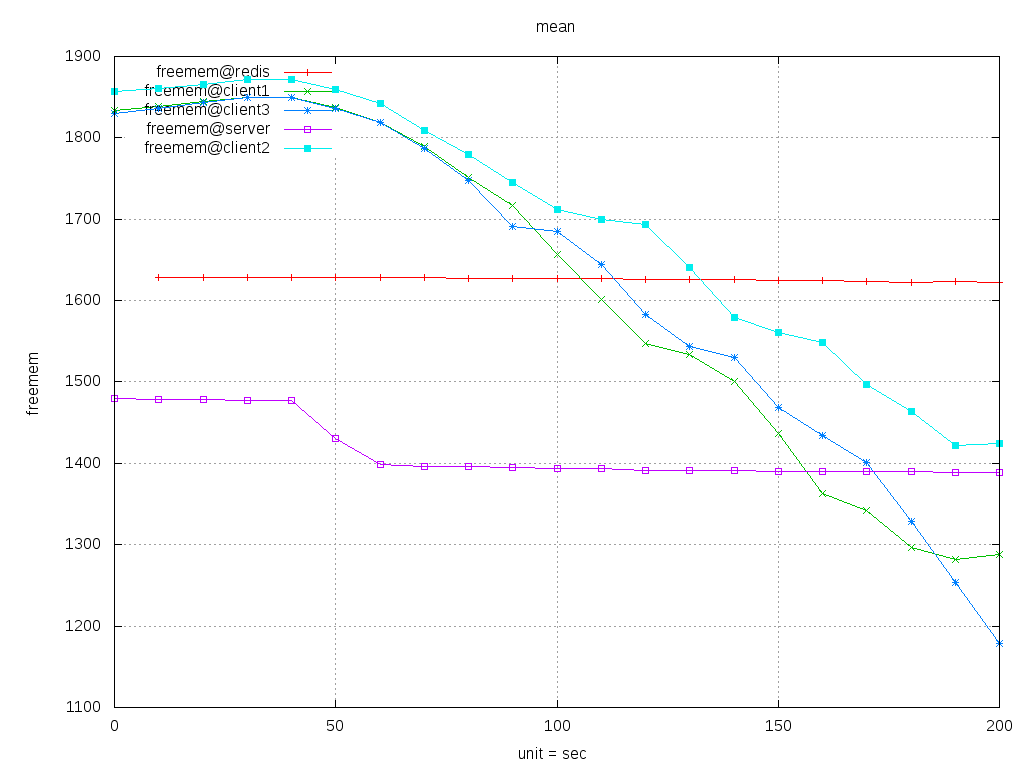 mean
1900
1800
1700
1600
1500
1400
1300
1200
1100
freemem
freemem@redis
freemem@client1
freemem@client3
freemem@server
freemem@client2
0 50 100 150 200
unit = sec